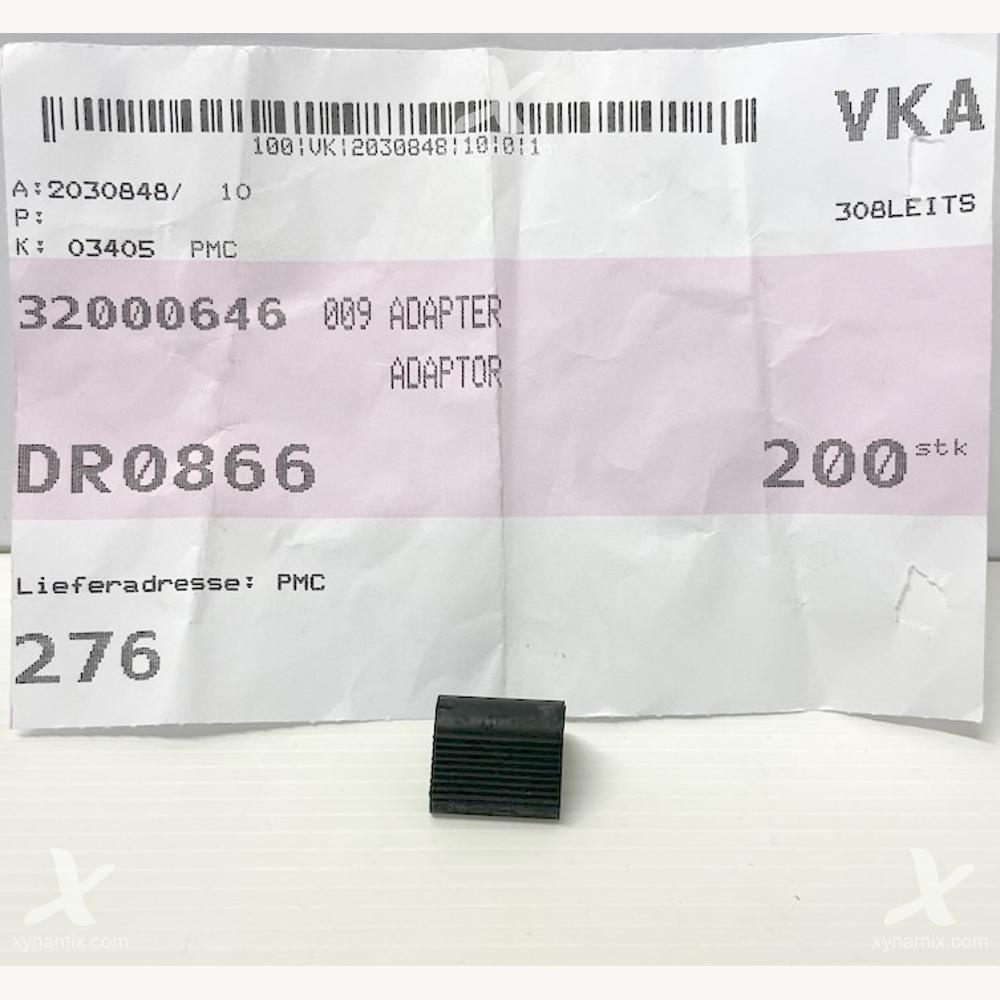 VKA
100¦VK¦2030848¦10¦0¦1
A:2030848/ 10
P:
308LEITS
K: 03405 PMC
32000646 009 ADAPTER
ADAPTOR
DR0866
200 stk
Lieferadresse: PMC
276
xynamix.com
xynamix.com